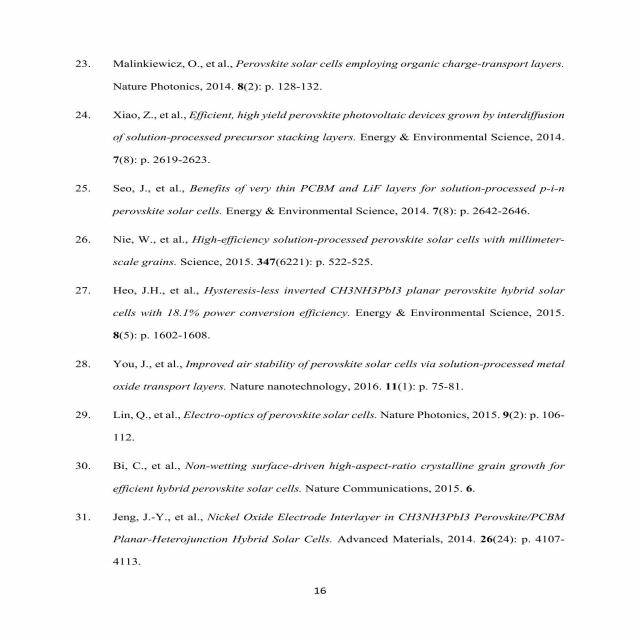 23. Malinkiewicz, O., et al., Perovskite solar cells employing organic charge-transport layers.
Nature Photonics, 2014. 8(2): p. 128-132.
24. Xiao, Z., et al., Efficient, high yield perovskite photovoltaic devices grown by interdiffusion
of solution-processed precursor stacking layers. Energy & Environmental Science, 2014.
7(8): p. 2619-2623.
25. Seo, J., et al., Benefits of very thin PCBM and LiF layers for solution-processed p-i-n
perovskite solar cells. Energy & Environmental Science, 2014. 7(8): p. 2642-2646.
26. Nie, W., et al., High-efficiency solution-processed perovskite solar cells with millimeter-
scale grains. Science, 2015. 347(6221): p. 522-525.
27. Heo, J.H., et al., Hysteresis-less inverted CH3NH3PbI3 planar perovskite hybrid solar
cells with 18.1% power conversion efficiency. Energy & Environmental Science, 2015.
8(5): p. 1602-1608.
28. You, J., et al., Improved air stability of perovskite solar cells via solution-processed metal
oxide transport layers. Nature nanotechnology, 2016. 11(1): p. 75-81.
29. Lin, Q., et al., Electro-optics of perovskite solar cells. Nature Photonics, 2015. 9(2): p. 106-
112.
30. Bi, C., et al., Non-wetting surface-driven high-aspect-ratio crystalline grain growth for
efficient hybrid perovskite solar cells. Nature Communications, 2015. 6.
31. Jeng, J.-Y., et al., Nickel Oxide Electrode Interlayer in CH3NH3PbI3 Perovskite/PCBM
Planar-Heterojunction Hybrid Solar Cells. Advanced Materials, 2014. 26(24): p. 4107-
4113.
16